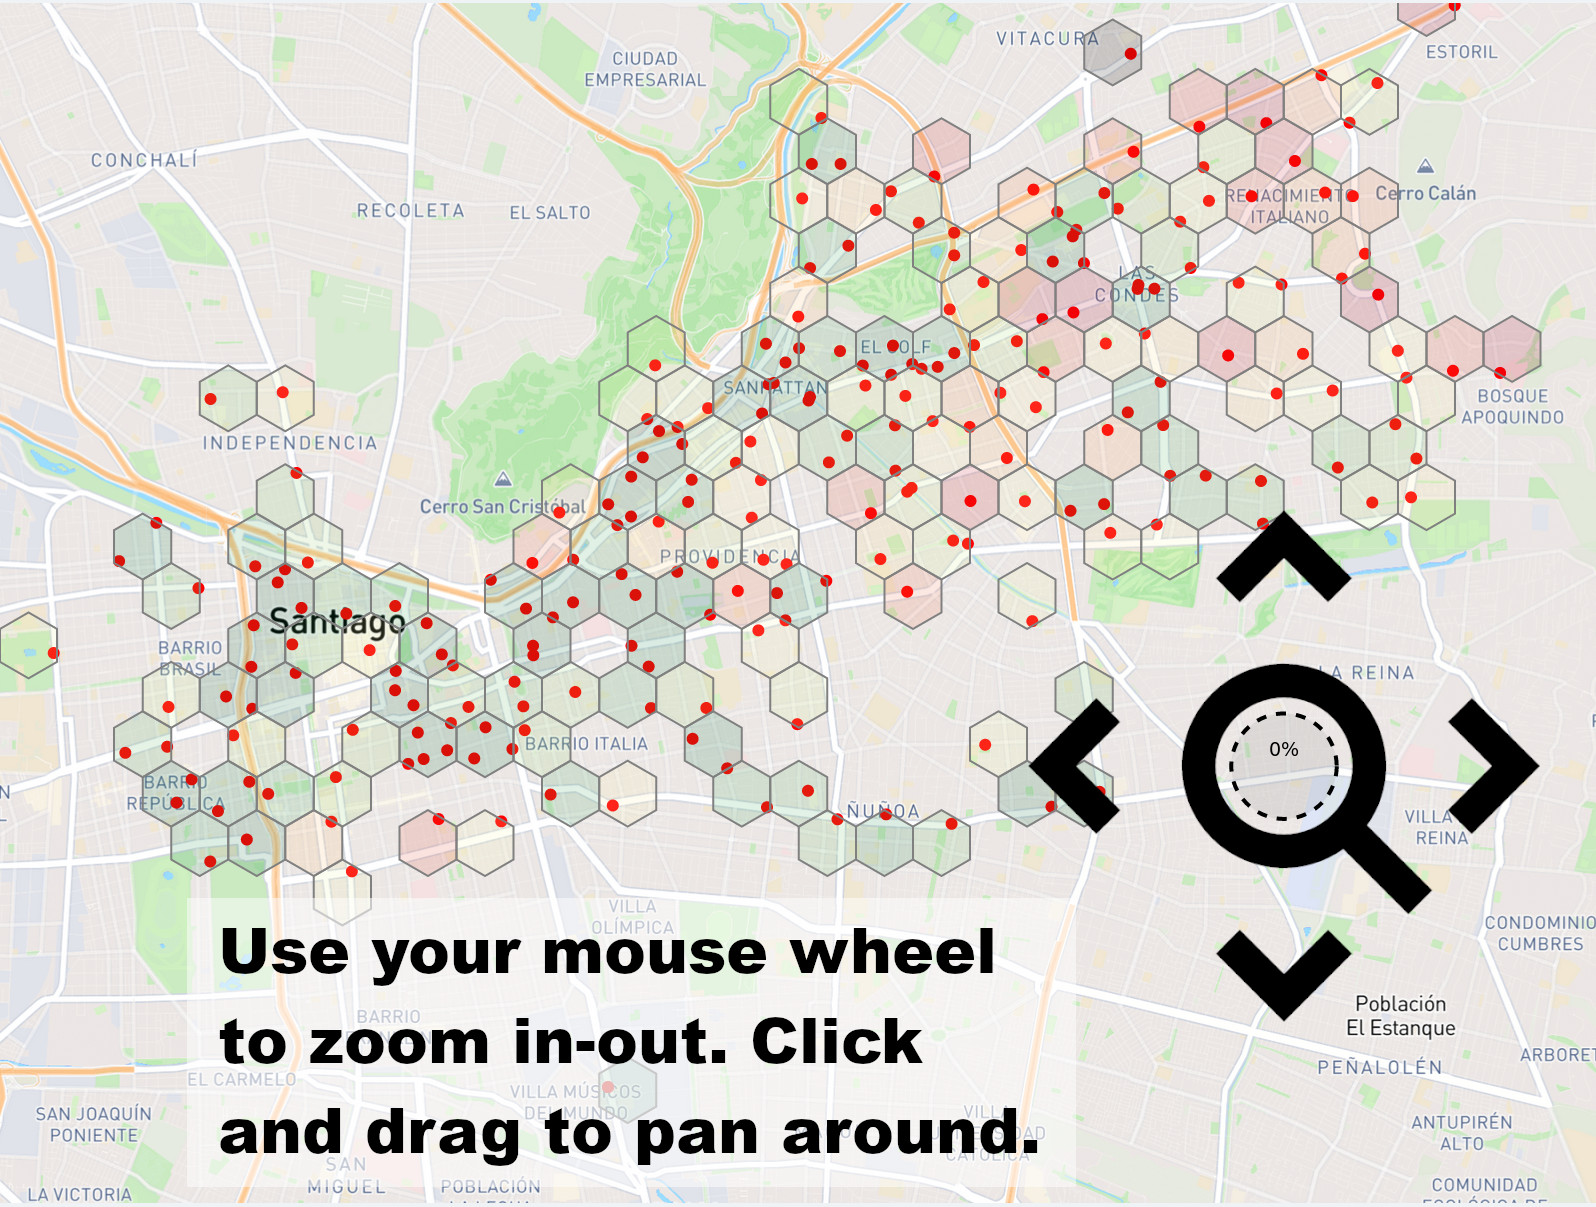 VITACURA
ESTORIL
CIUDAD
EMPRESARIAL
CONCHALÍ
RECOLETA
EL SALTO
RENACIMIENTO
ITALIANO
Cerro Calán
LAS
CONDES
EL GOLF
SANHATTAN
BOSQUE
APOQUINDO
INDEPENDENCIA
Cerro San Cristóbal
PROVIDENCIA
Santiago
BARRIO
BRASIL
LA REINA
BARRIO ITALIA
0%
BARRIO
REPÚBLICA
ÑUÑOA
VILLA
REINA
VILLA
OLÍMPICA
CONDOMINIO
CUMBRES
Use your mouse wheel
to zoom in-out. Click
and drag to pan around.
BARRIO
Población
El Estanque
EL CARMELO
PEÑALOLÉN
VILLA MÚSICOS
DEL MUNDO
SAN JOAQUÍN
PONIENTE
VILLA
CATÓLICA
ANTUPIRÉN
ALTO
SAN
MIGUEL
POBLACIÓN
LA VICTORIA
COMUNIDAD